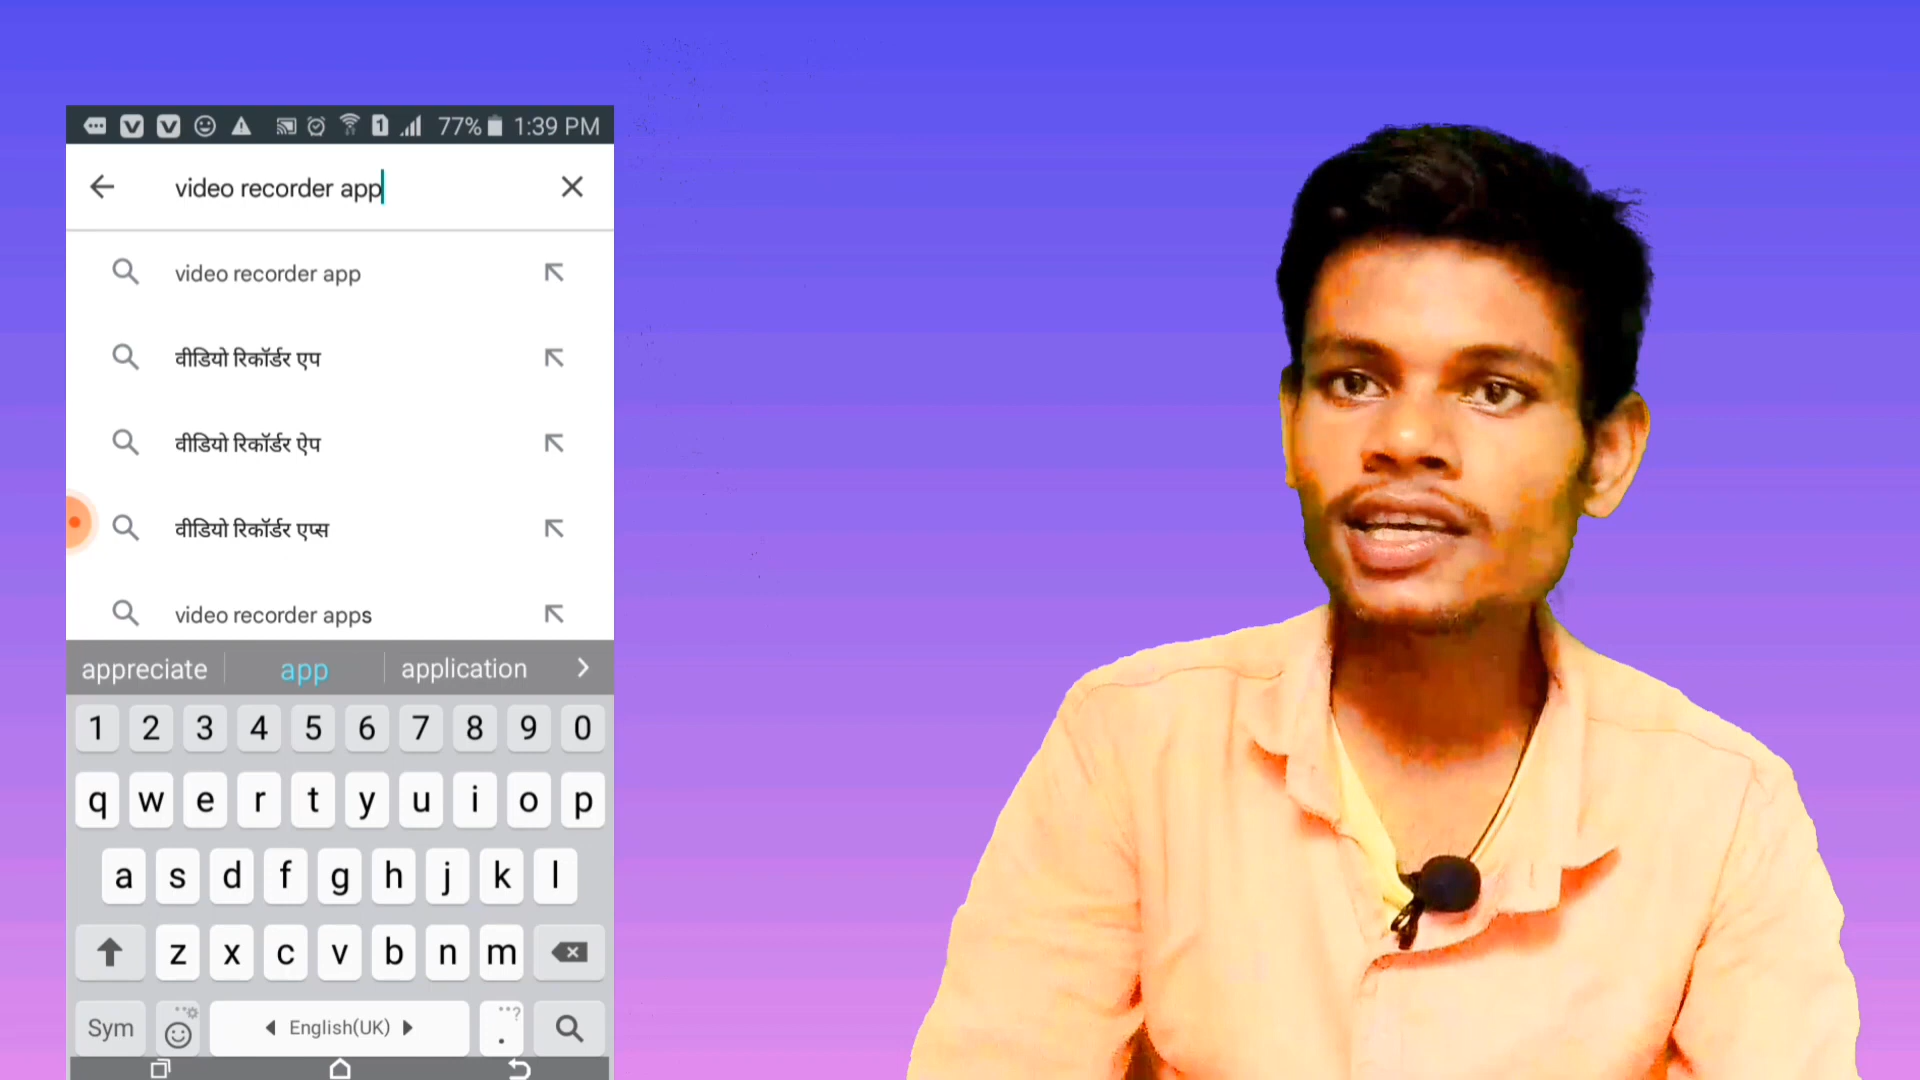 1 77% 1:39 PM
video recorder app
video recorder app
वीडियो रिकॉर्डर एप
वीडियो रिकॉर्डर ऐप
वीडियो रिकॉर्डर एप्स
video recorder apps
appreciate app application
1 2 3 4 5 6 7 8 9 0
q w e r t y u i o p
a s d f g h j k l
z x c v b n m
Sym English(UK) . ?